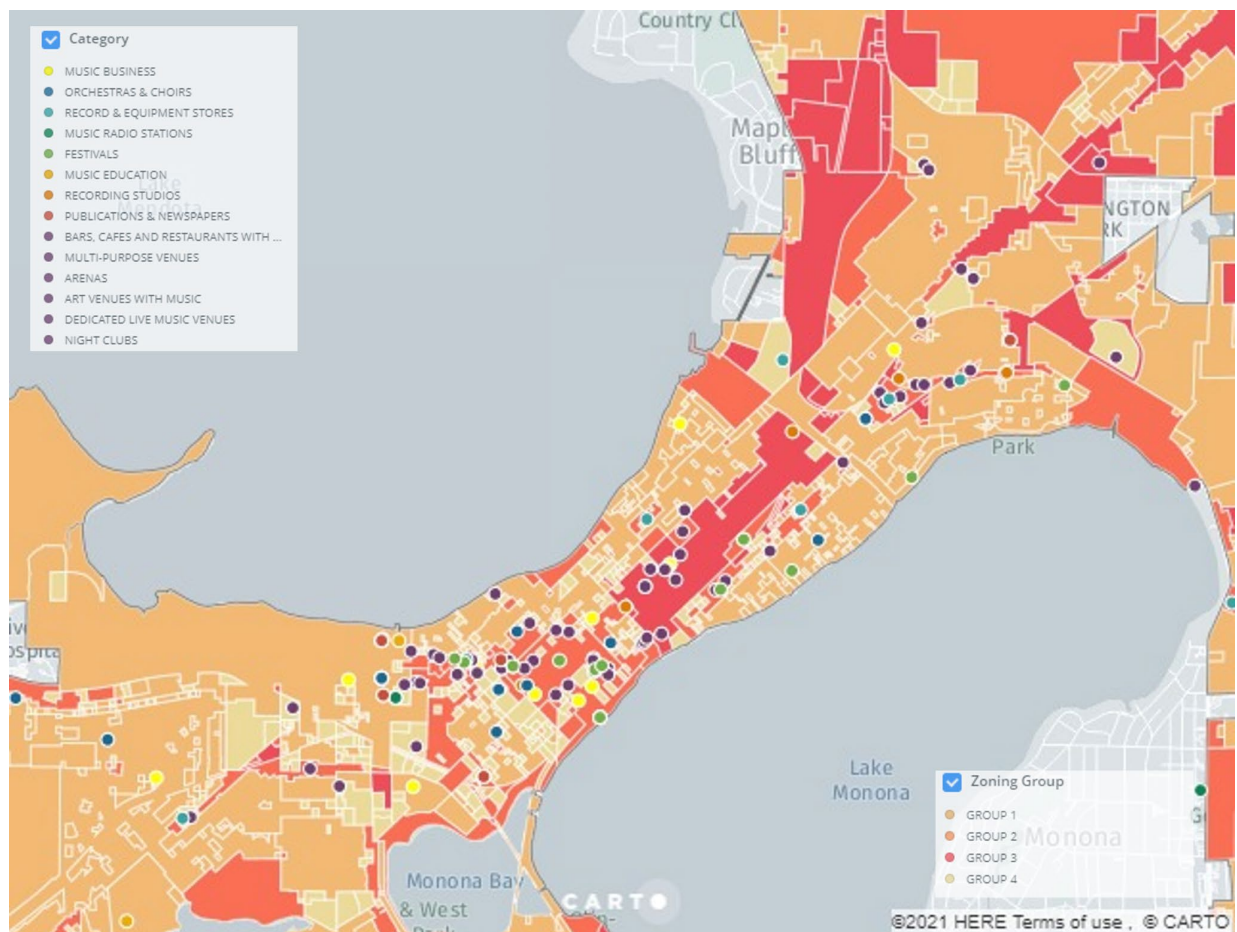 Category
MUSIC BUSINESS
ORCHESTRAS & CHOIRS
RECORD & EQUIPMENT STORES
MUSIC RADIO STATIONS
FESTIVALS
MUSIC EDUCATION
RECORDING STUDIOS
PUBLICATIONS & NEWSPAPERS
BARS, CAFES AND RESTAURANTS WITH ...
MULTI-PURPOSE VENUES
ARENAS
ART VENUES WITH MUSIC
DEDICATED LIVE MUSIC VENUES
NIGHT CLUBS
Lake
Mendota
Country Cl
Mapl
Bluff
NGTON
RK
Park
Lake
Monona
Zoning Group
GROUP 1
GROUP 2
GROUP 3
GROUP 4
Monona
Monona Bay
& West
CARTO
©2021 HERE Terms of use , © CARTO